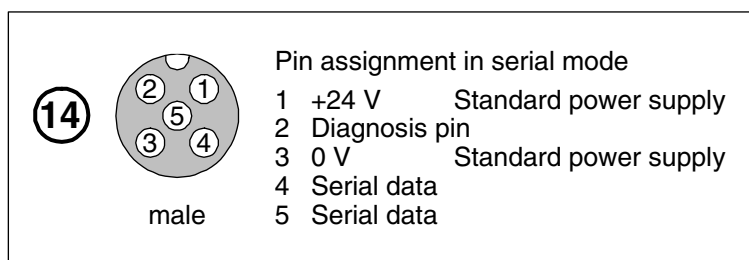 14
2 1
5
3 4
male
Pin assignment in serial mode
1 +24 V Standard power supply
2 Diagnosis pin
3 0 V Standard power supply
4 Serial data
5 Serial data